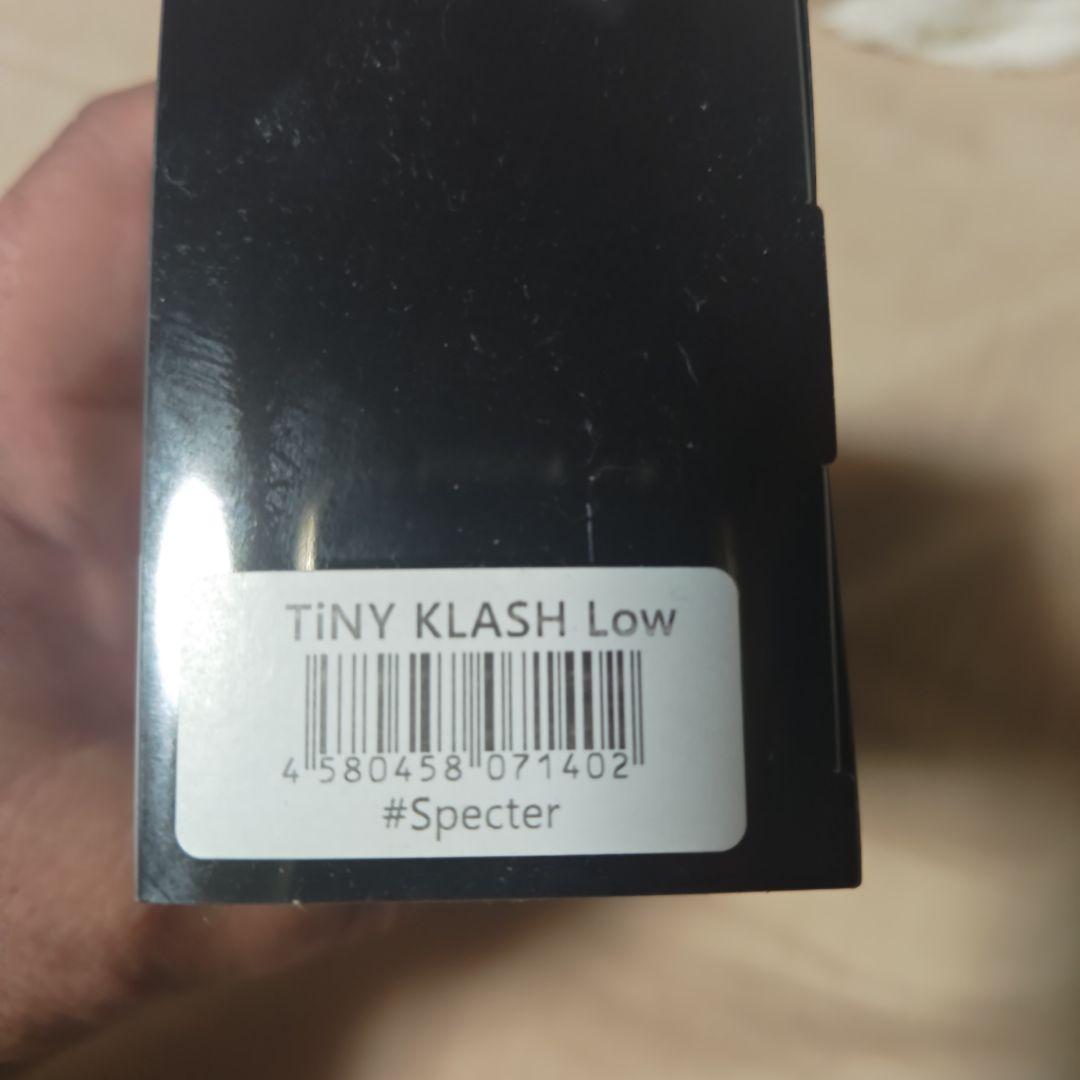 TiNY KLASH Low
4 580458 071402
#Specter